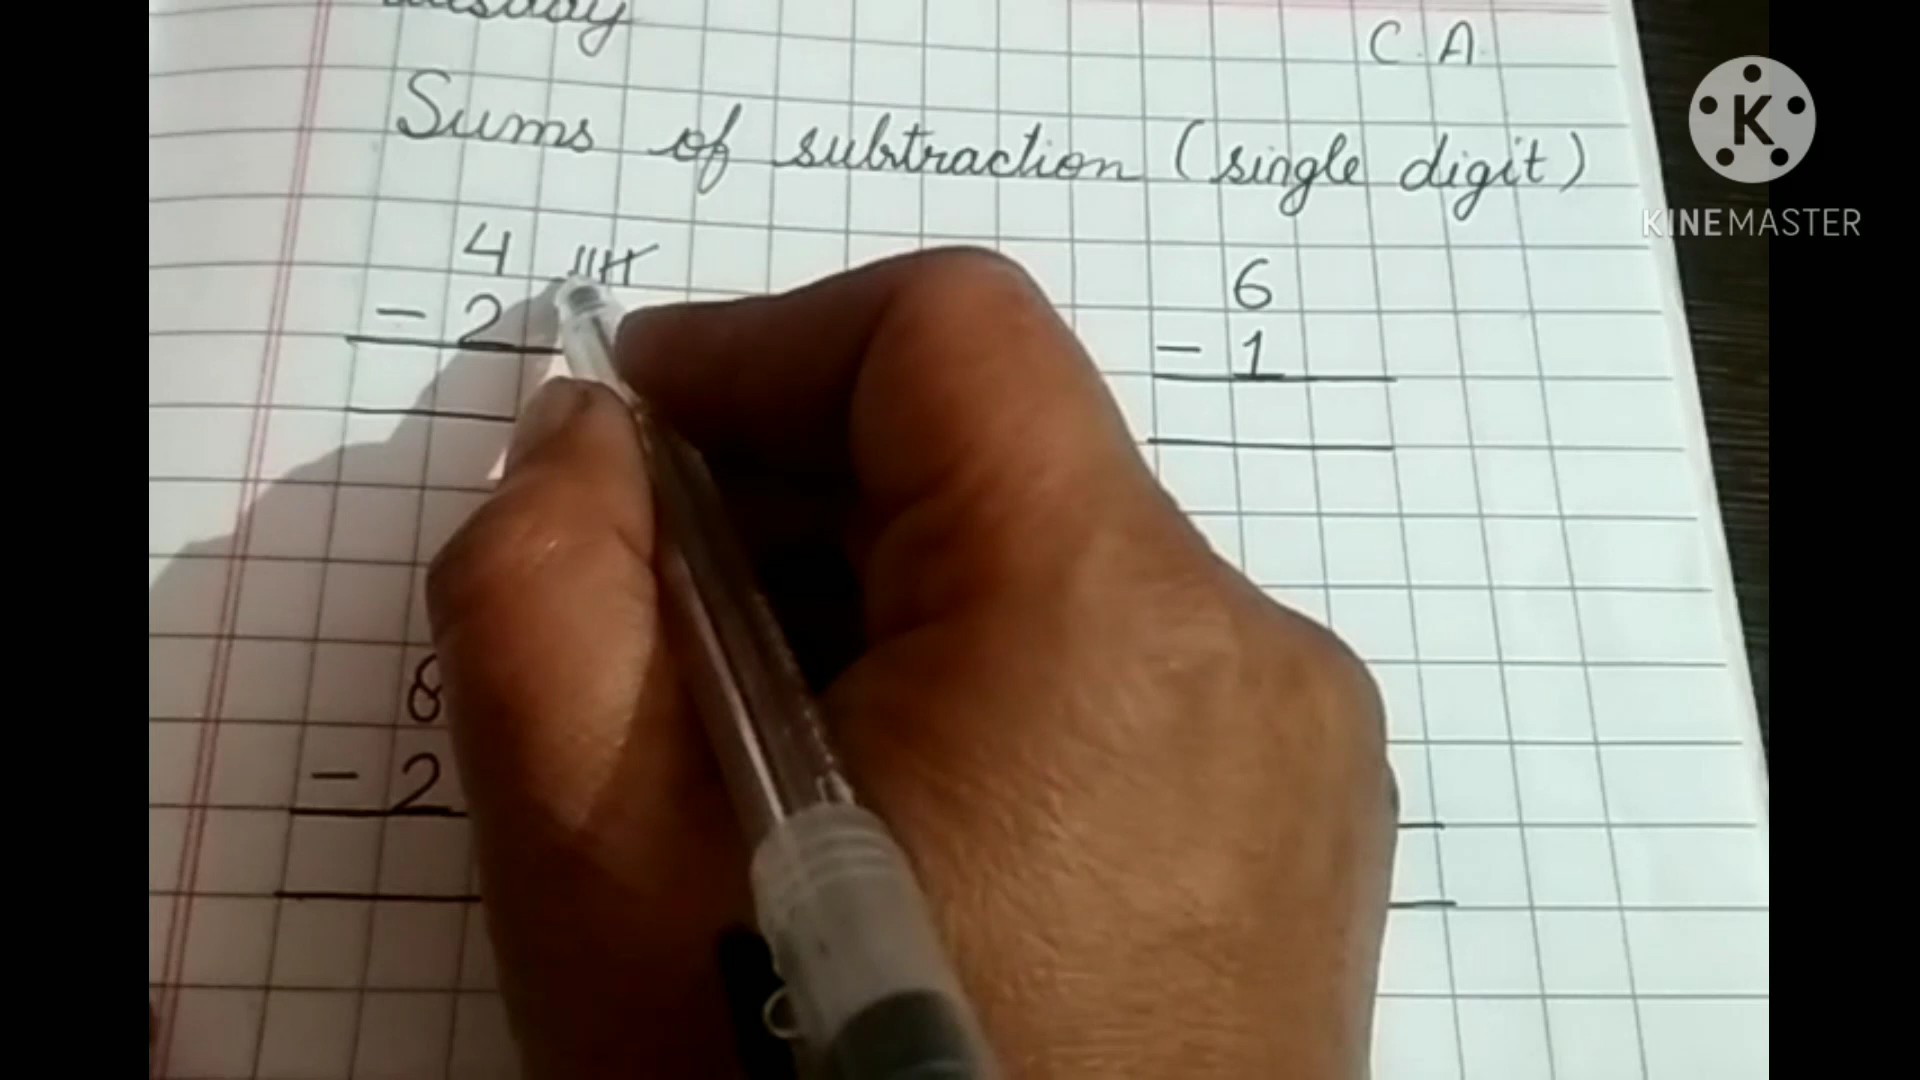 C.A.
Sums of subtraction (single digit)
4
- 2
6
- 1
8
- 2
K
KINEMASTER